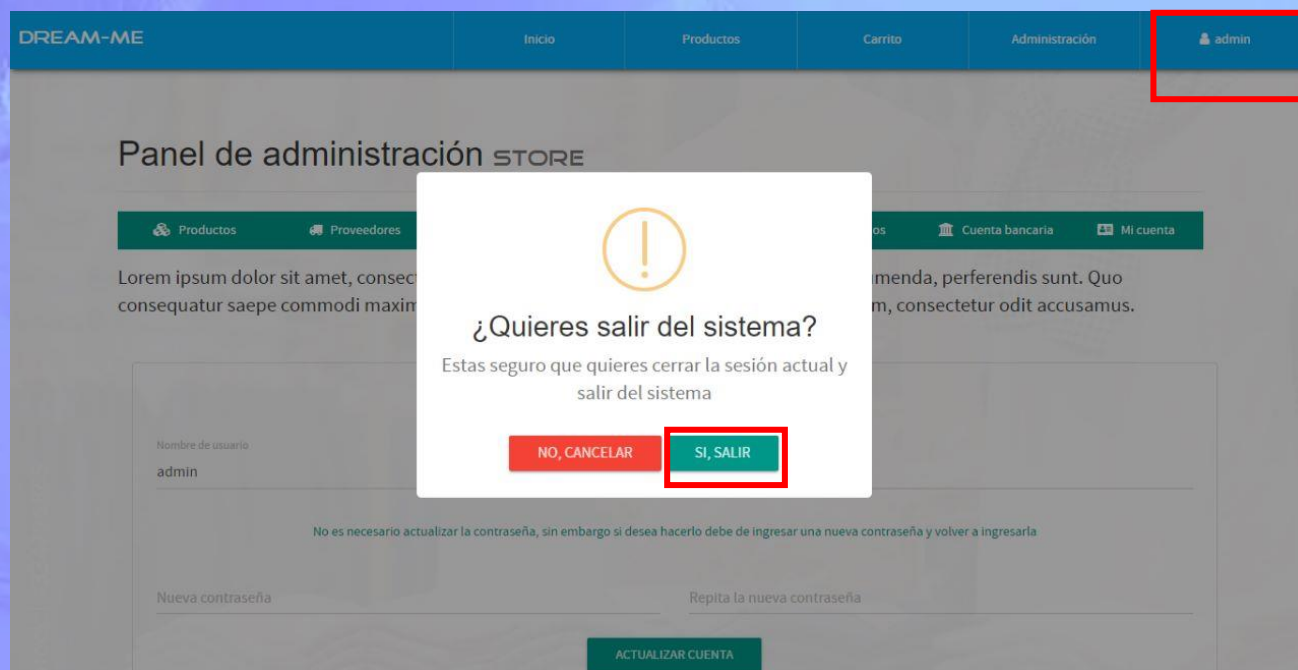 DREAM-ME Inicio Productos Carrito Administración admin
Panel de administración STORE
Productos Proveedores os Cuenta bancaria Mi cuenta
Lorem ipsum dolor sit amet, consec menda, perferendis sunt. Quo
consequatur saepe commodi maxim m, consectetur odit accusamus.
¿Quieres salir del sistema?
Estas seguro que quieres cerrar la sesión actual y
salir del sistema
NO, CANCELAR SI, SALIR
Nombre de usuario
admin
No es necesario actualizar la contraseña, sin embargo si desea hacerlo debe de ingresar una nueva contraseña y volver a ingresarla
Nueva contraseña Repita la nueva contraseña
ACTUALIZAR CUENTA